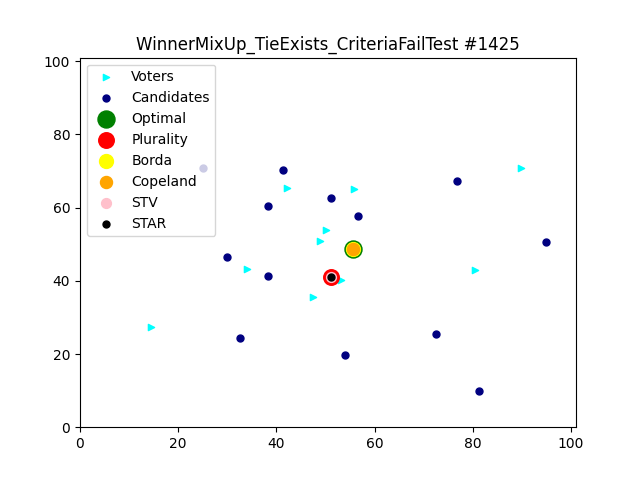 WinnerMixUp_TieExists_CriteriaFailTest #1425
100
80
60
40
20
0
Voters
Candidates
Optimal
Plurality
Borda
Copeland
STV
STAR
0 20 40 60 80 100